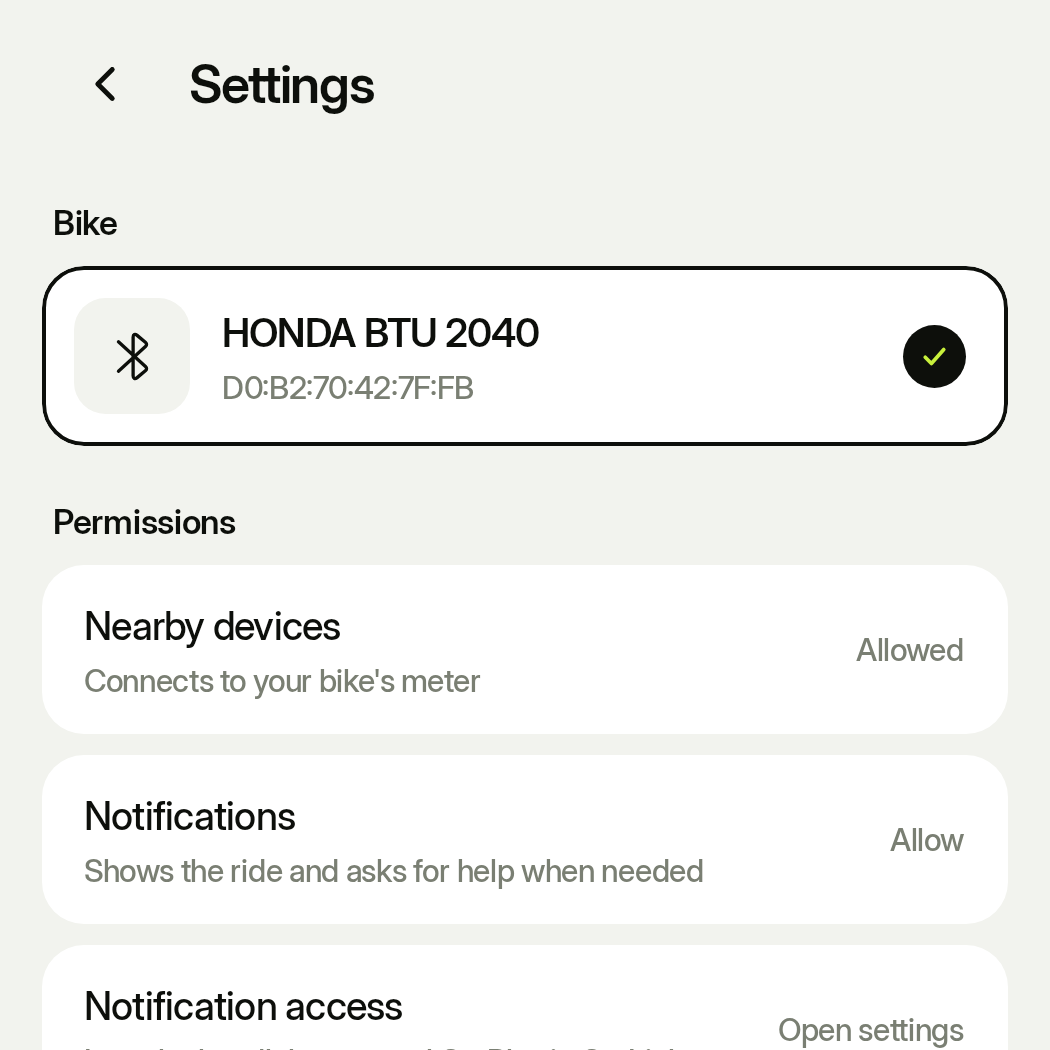 Settings
Bike
HONDA BTU 2040
D0:B2:70:42:7F:FB
Permissions
Nearby devices
Connects to your bike's meter
Allowed
Notifications
Shows the ride and asks for help when needed
Allow
Notification access
Open settings